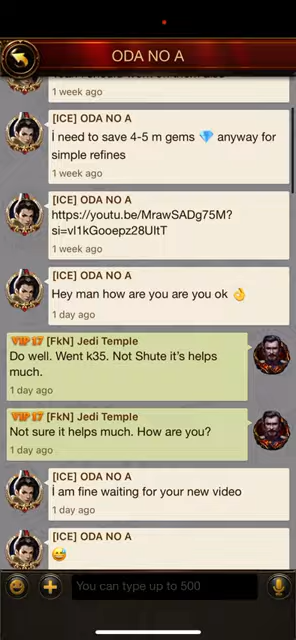 ODA NO A
1 week ago
[ICE] ODA NO A
İ need to save 4-5 m gems 💎 anyway for
simple refines
1 week ago
[ICE] ODA NO A
https://youtu.be/MrawSADg75M?
si=vl1kGooepz28UItT
1 week ago
[ICE] ODA NO A
Hey man how are you are you ok 👌
1 day ago
VIP 17 [FkN] Jedi Temple
Do well. Went k35. Not Shute it’s helps
much.
1 day ago
VIP 17 [FkN] Jedi Temple
Not sure it helps much. How are you?
1 day ago
[ICE] ODA NO A
İ am fine waiting for your new video
1 day ago
[ICE] ODA NO A
😅
You can type up to 500